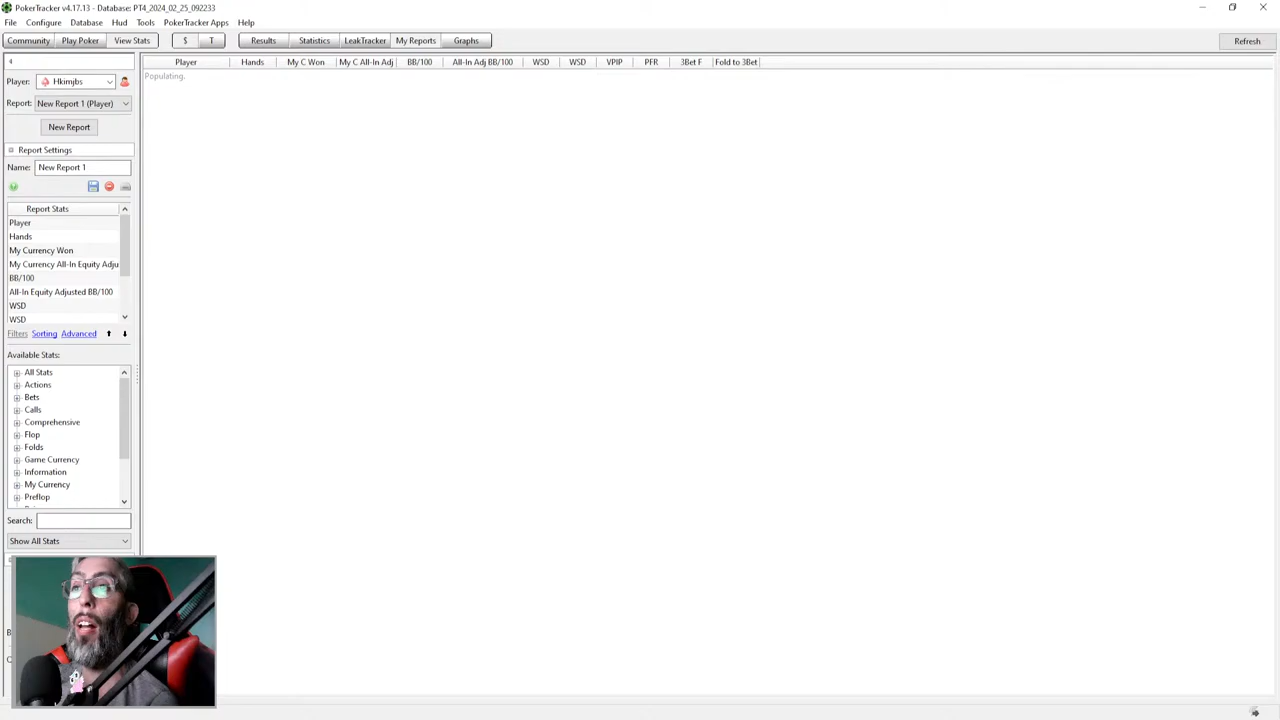 PokerTracker v4.17.13 - Database: PT4_2024_02_25_092233
File Configure Database Hud Tools PokerTracker Apps Help
Community Play Poker View Stats $ T Results Statistics LeakTracker My Reports Graphs Refresh
Player Hands My C Won My C All-In Adj BB/100 All-In Adj BB/100 WSD WSD VPIP PFR 3Bet F Fold to 3Bet
Populating.
Player: Hkimjbs
Report: New Report 1 (Player)
New Report
Report Settings
Name: New Report 1
Report Stats
Player
Hands
My Currency Won
My Currency All-In Equity Adju
BB/100
All-In Equity Adjusted BB/100
WSD
WSD
Filters Sorting Advanced
Available Stats:
All Stats
Actions
Bets
Calls
Comprehensive
Flop
Folds
Game Currency
Information
My Currency
Preflop
Search:
Show All Stats